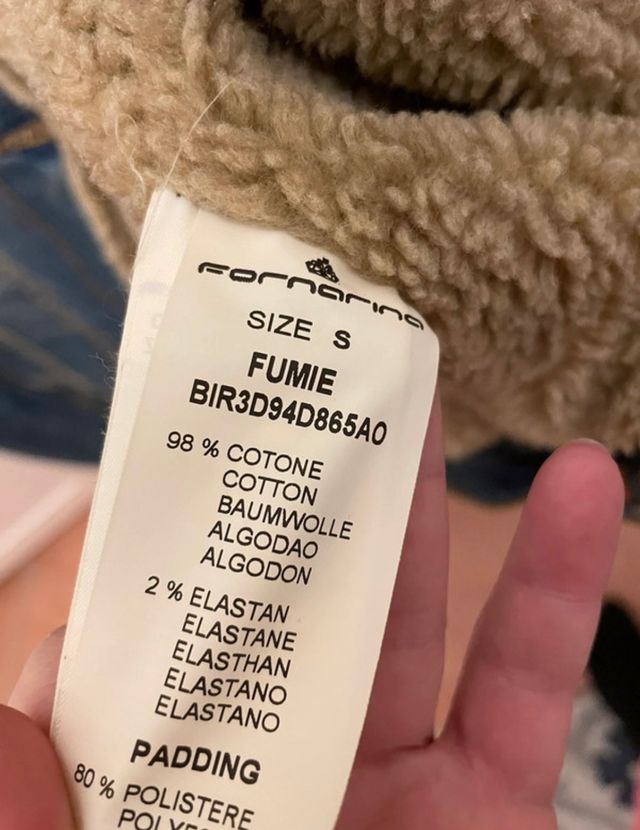 Fornarina
SIZE S
FUMIE
BIR3D94D865A0
98 % COTONE
COTTON
BAUMWOLLE
ALGODAO
ALGODON
2 % ELASTAN
ELASTANE
ELASTHAN
ELASTANO
ELASTANO
PADDING
80 % POLISTERE